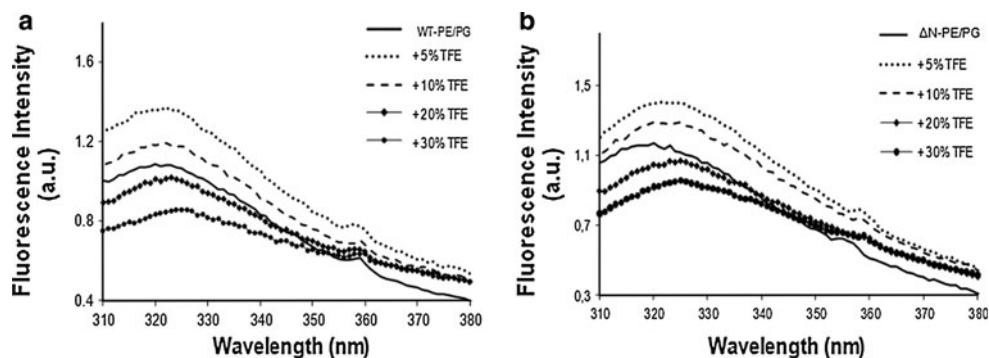 a
Fluorescence Intensity
(a.u.)
1.6
1.2
0.8
0.4
310 320 330 340 350 360 370 380
Wavelength (nm)
WT-PE/PG
+5%TFE
+10%TFE
+20%TFE
+30%TFE
b
Fluorescence Intensity
(a.u.)
1,5
1,1
0,7
0,3
310 320 330 340 350 360 370 380
Wavelength (nm)
ΔN-PE/PG
+5%TFE
+10%TFE
+20%TFE
+30%TFE